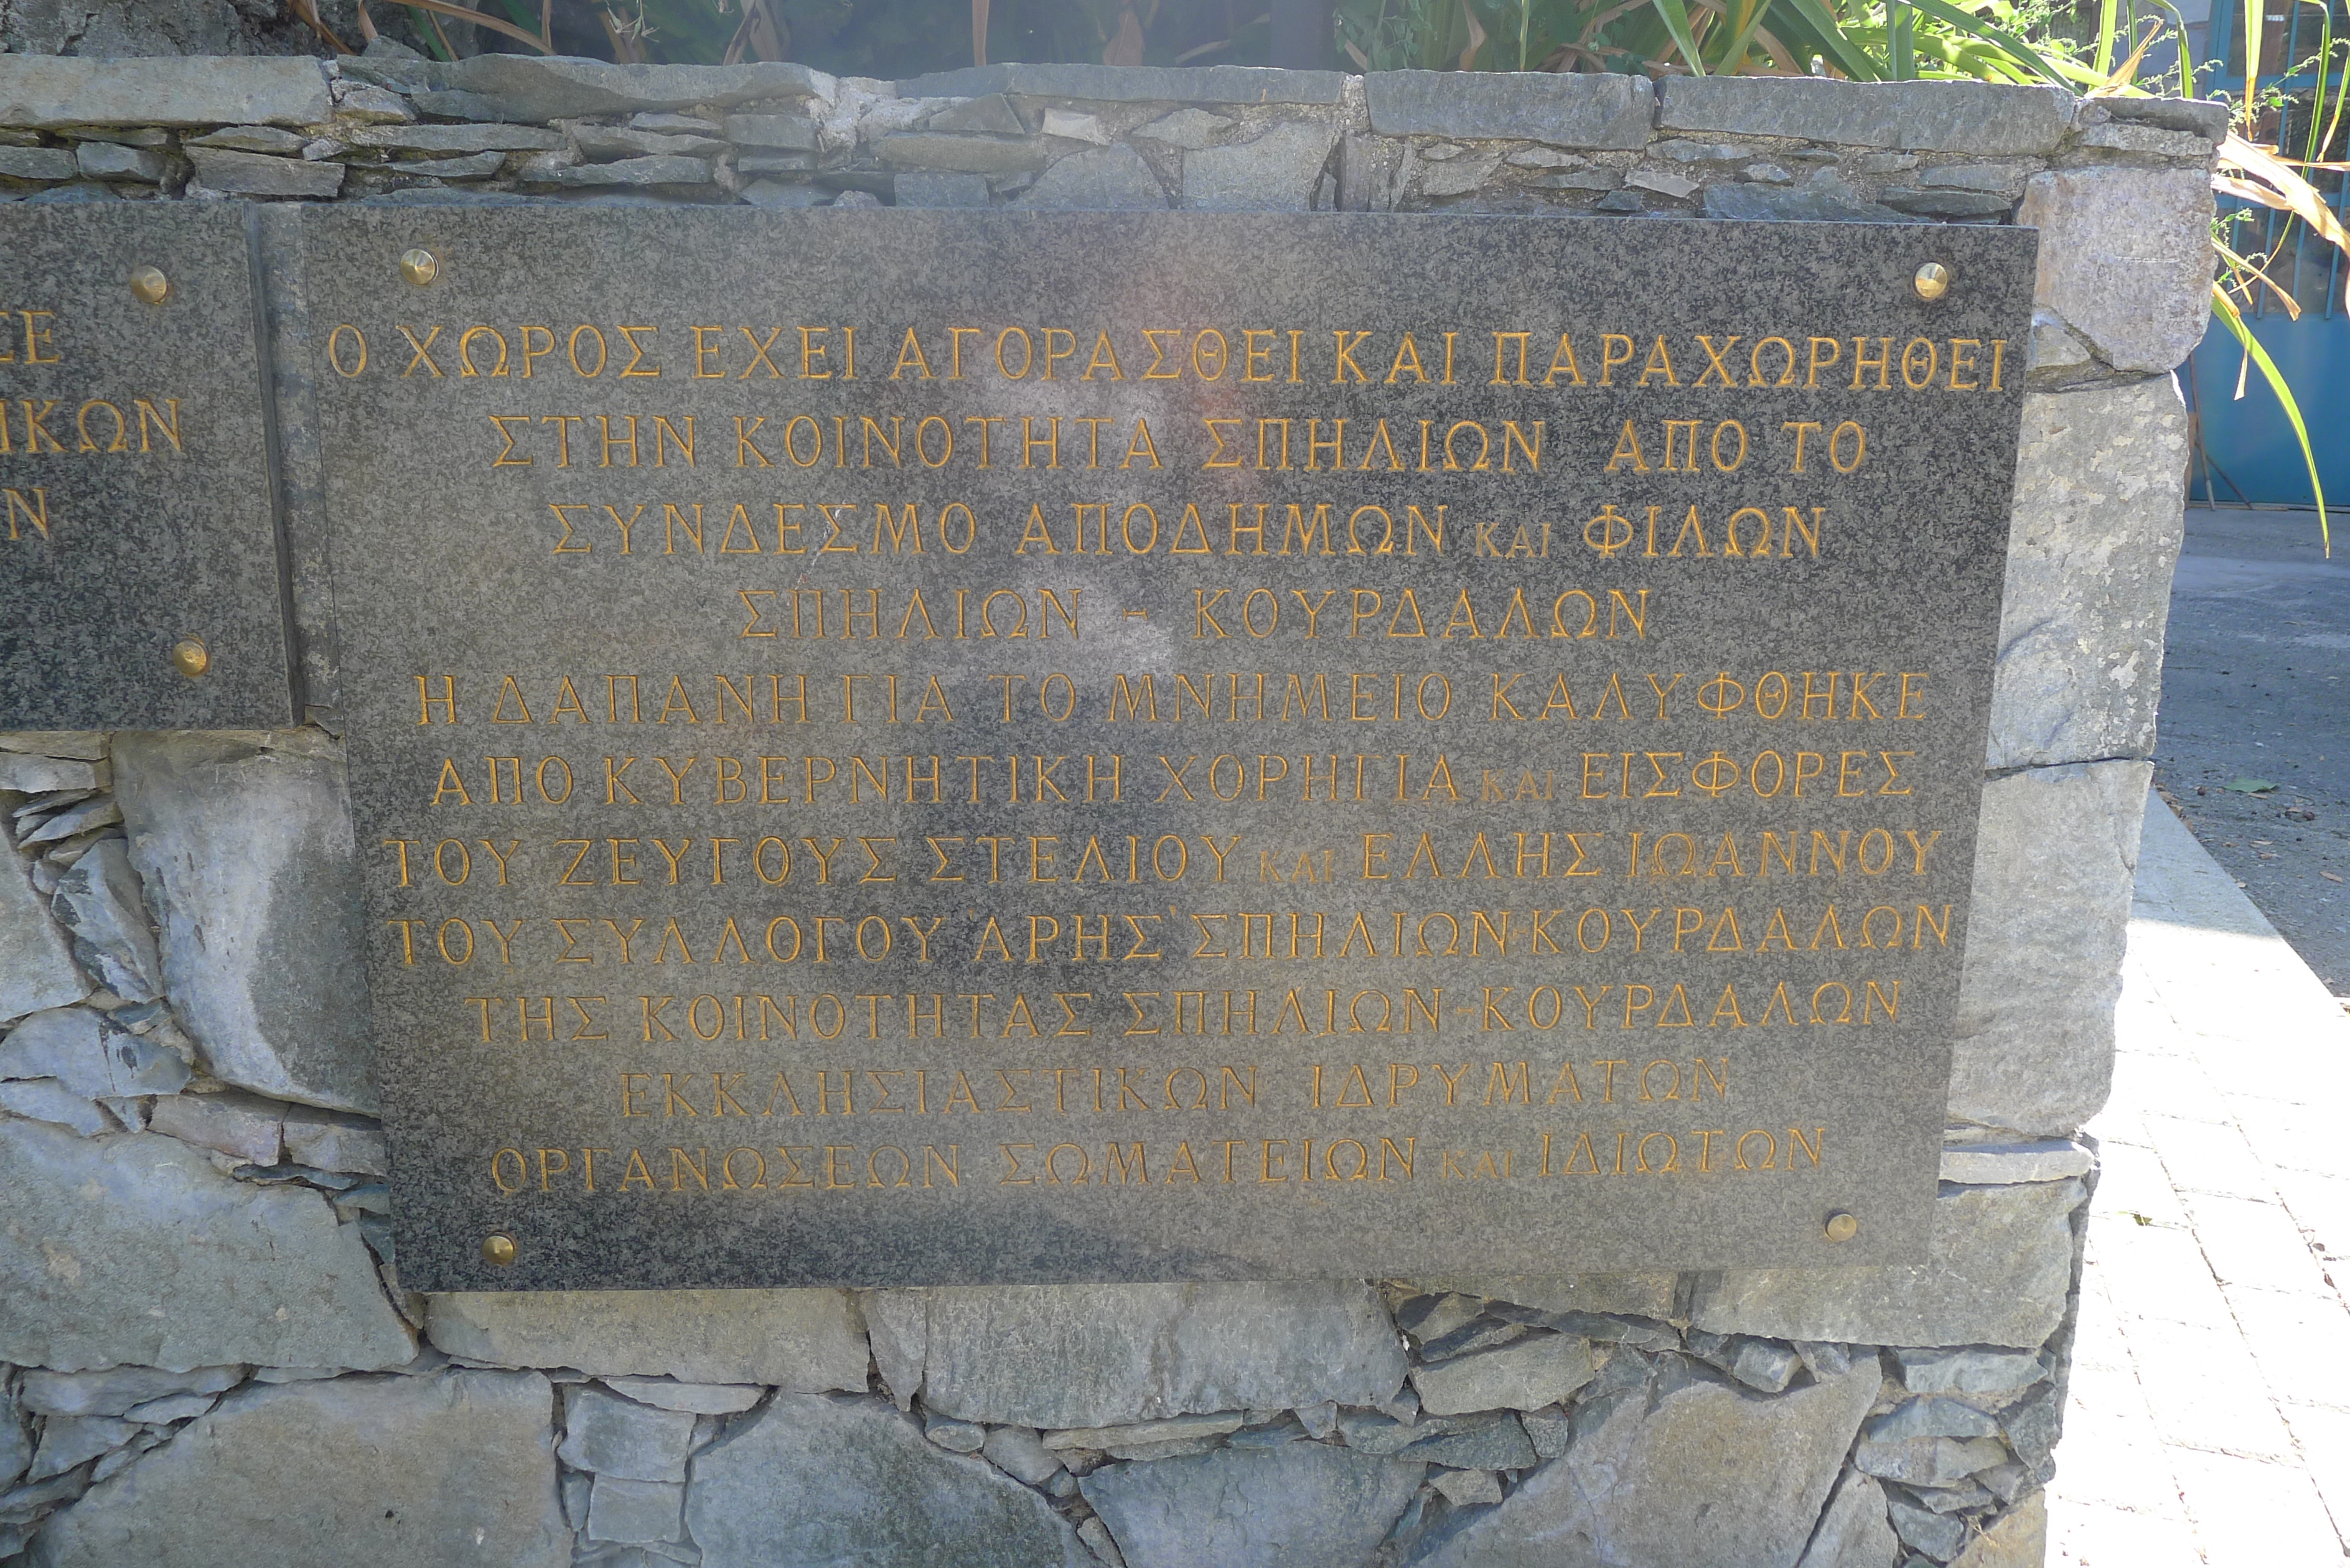 Ο ΧΩΡΟΣ ΕΧΕΙ ΑΓΟΡΑΣΘΕΙ ΚΑΙ ΠΑΡΑΧΩΡΗΘΕΙ
ΣΤΗΝ ΚΟΙΝΟΤΗΤΑ ΣΠΗΛΙΩΝ ΑΠΟ ΤΟ
ΣΥΝΔΕΣΜΟ ΑΠΟΔΗΜΩΝ ΚΑΙ ΦΙΛΩΝ
ΣΠΗΛΙΩΝ - ΚΟΥΡΔΑΛΩΝ
Η ΔΑΠΑΝΗ ΓΙΑ ΤΟ ΜΝΗΜΕΙΟ ΚΑΛΥΦΘΗΚΕ
ΑΠΟ ΚΥΒΕΡΝΗΤΙΚΗ ΧΟΡΗΓΙΑ ΚΑΙ ΕΙΣΦΟΡΕΣ
ΤΟΥ ΖΕΥΓΟΥΣ ΣΤΕΛΙΟΥ ΚΑΙ ΕΛΛΗΣ ΙΩΑΝΝΟΥ
ΤΟΥ ΣΥΛΛΟΓΟΥ 'ΑΡΗΣ' ΣΠΗΛΙΩΝ-ΚΟΥΡΔΑΛΩΝ
ΤΗΣ ΚΟΙΝΟΤΗΤΑΣ ΣΠΗΛΙΩΝ-ΚΟΥΡΔΑΛΩΝ
ΕΚΚΛΗΣΙΑΣΤΙΚΩΝ ΙΔΡΥΜΑΤΩΝ
ΟΡΓΑΝΩΣΕΩΝ ΣΩΜΑΤΕΙΩΝ ΚΑΙ ΙΔΙΩΤΩΝ